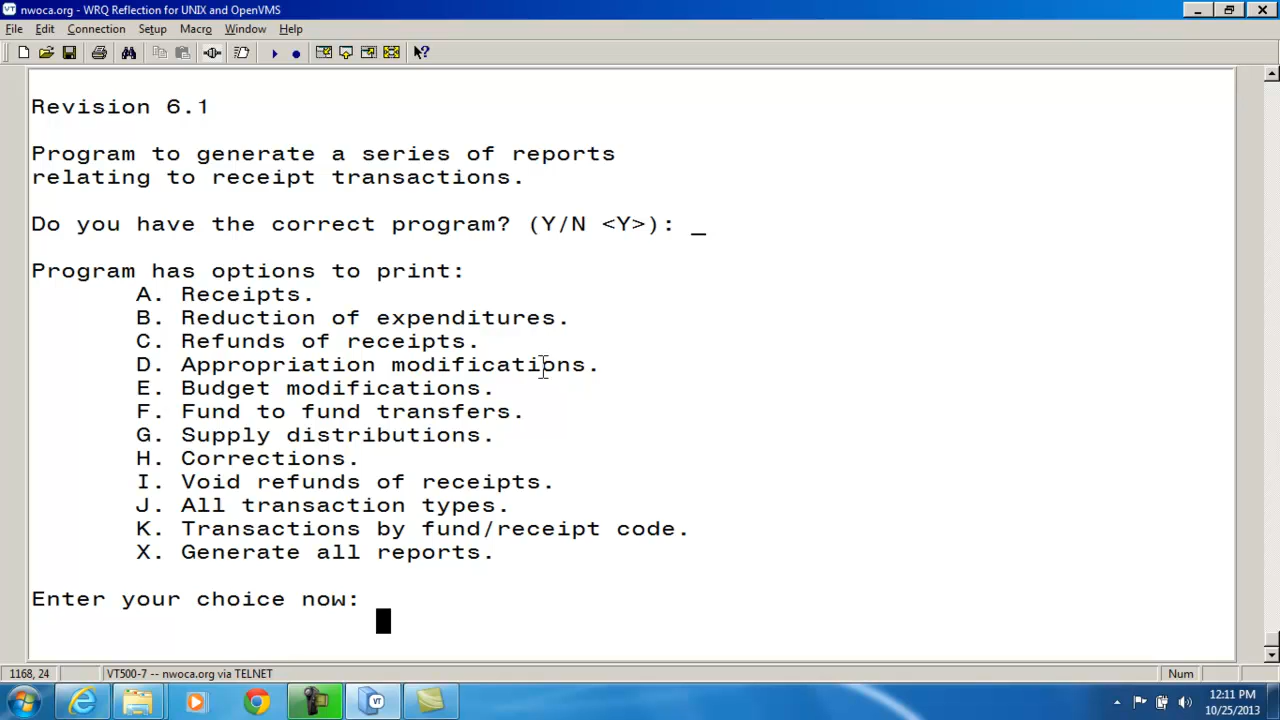 nwoca.org - WRQ Reflection for UNIX and OpenVMS
File Edit Connection Setup Macro Window Help
Revision 6.1
Program to generate a series of reports
relating to receipt transactions.
Do you have the correct program? (Y/N <Y>): _
Program has options to print:
A. Receipts.
B. Reduction of expenditures.
C. Refunds of receipts.
D. Appropriation modifications.
E. Budget modifications.
F. Fund to fund transfers.
G. Supply distributions.
H. Corrections.
I. Void refunds of receipts.
J. All transaction types.
K. Transactions by fund/receipt code.
X. Generate all reports.
Enter your choice now:
1168, 24 VT500-7 -- nwoca.org via TELNET Num
12:11 PM
10/25/2013